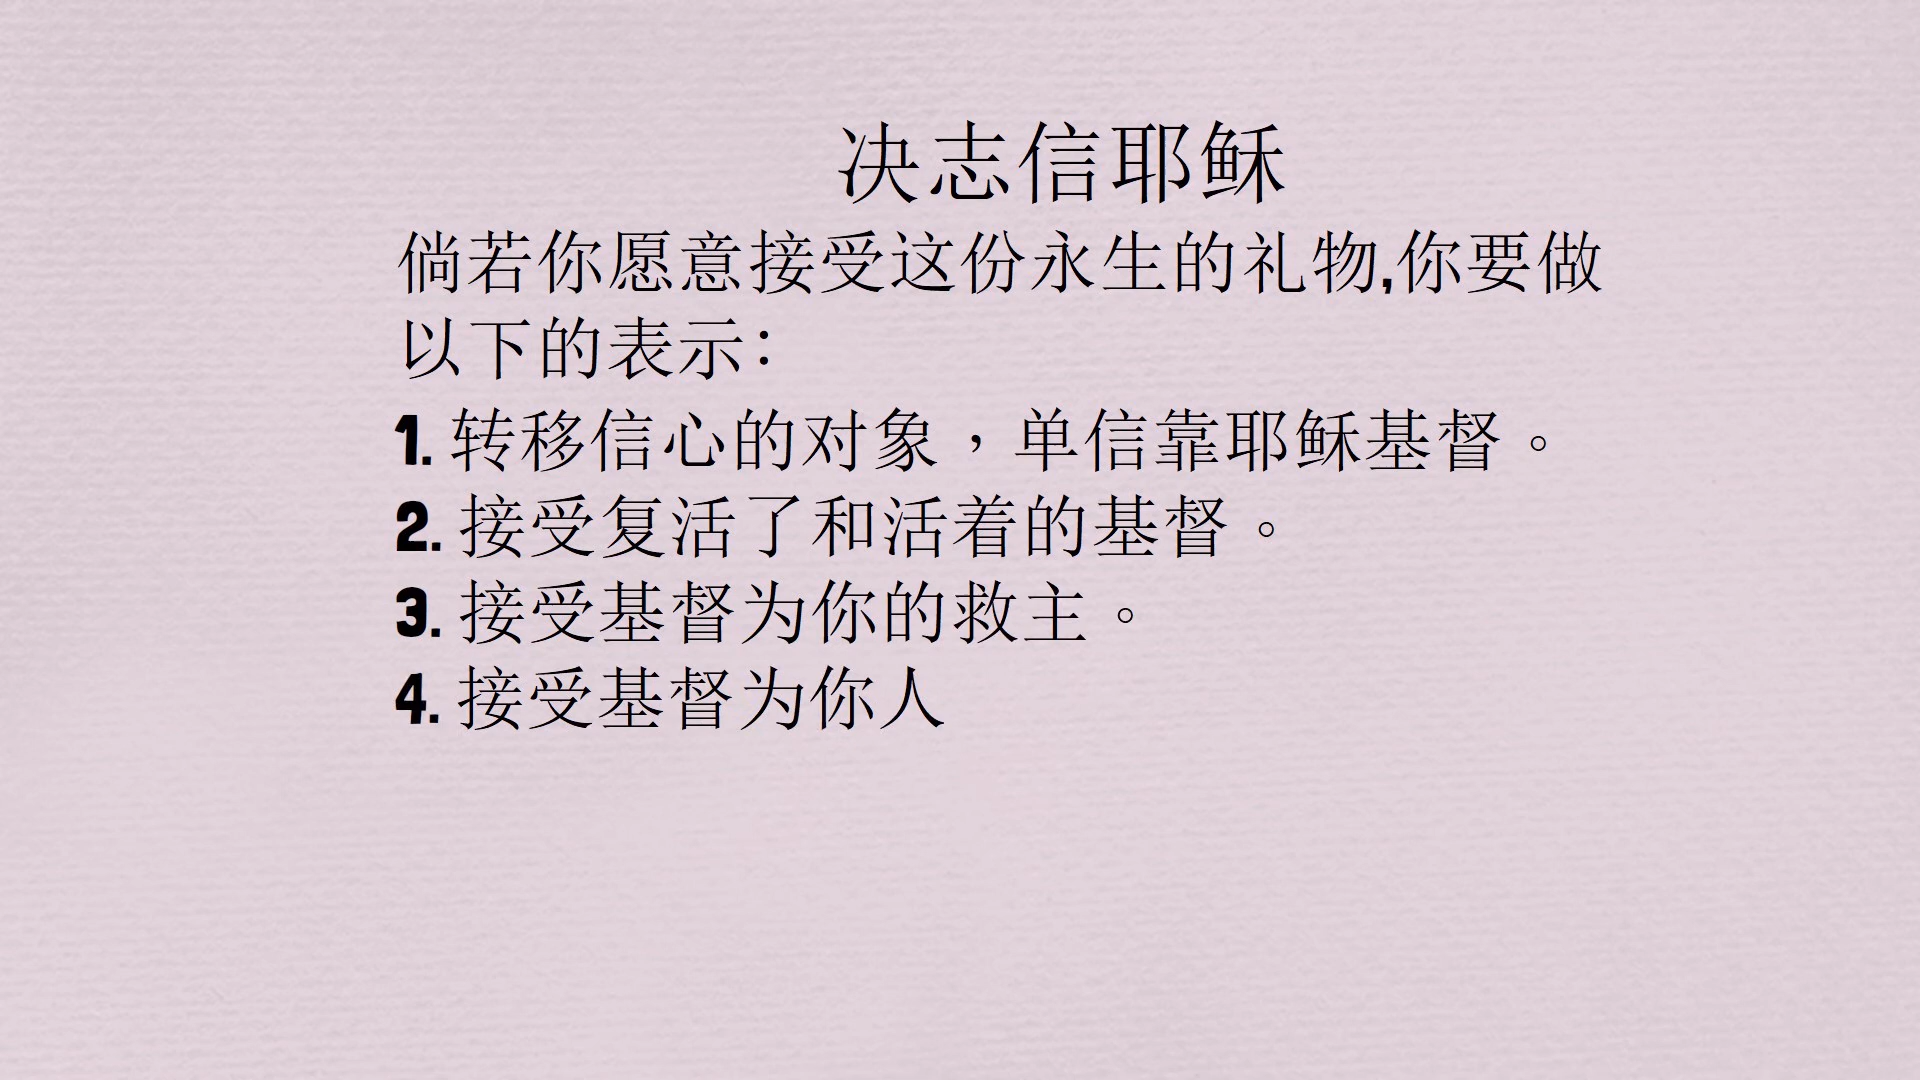 决志信耶稣
倘若你愿意接受这份永生的礼物,你要做
以下的表示：
1. 转移信心的对象，单信靠耶稣基督。
2. 接受复活了和活着的基督。
3. 接受基督为你的救主。
4. 接受基督为你人